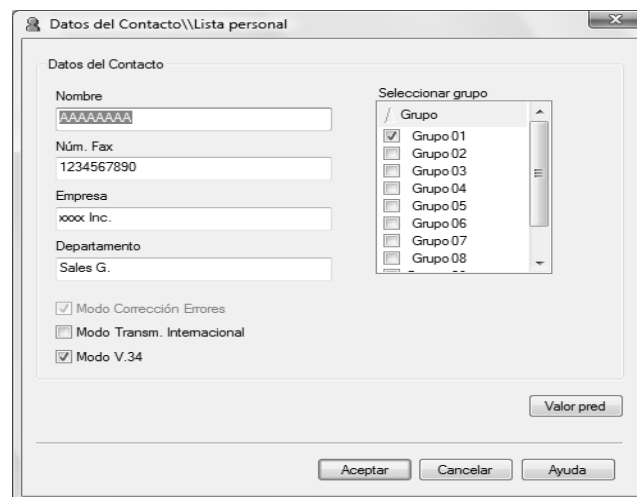 Datos del Contacto\\Lista personal
Datos del Contacto
Nombre
AAAAAAAA
Núm. Fax
1234567890
Empresa
xxxx Inc.
Departamento
Sales G.
Modo Corrección Errores
Modo Transm. Internacional
Modo V.34
Seleccionar grupo
Grupo
Grupo 01
Grupo 02
Grupo 03
Grupo 04
Grupo 05
Grupo 06
Grupo 07
Grupo 08
Valor pred
Aceptar Cancelar Ayuda